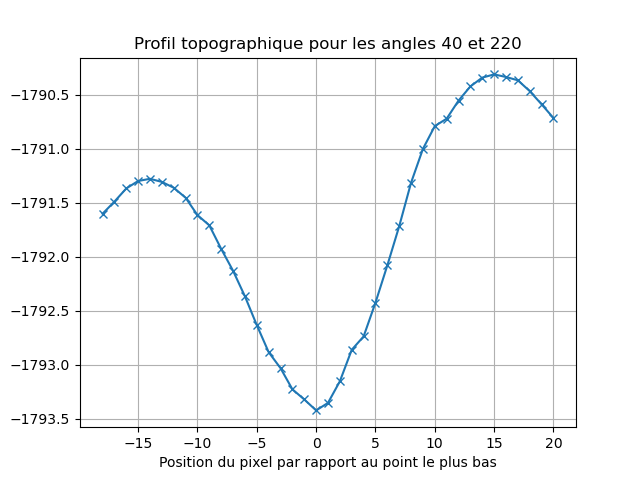 Profil topographique pour les angles 40 et 220
−1790.5
−1791.0
−1791.5
−1792.0
−1792.5
−1793.0
−1793.5
−15 −10 −5 0 5 10 15 20
Position du pixel par rapport au point le plus bas